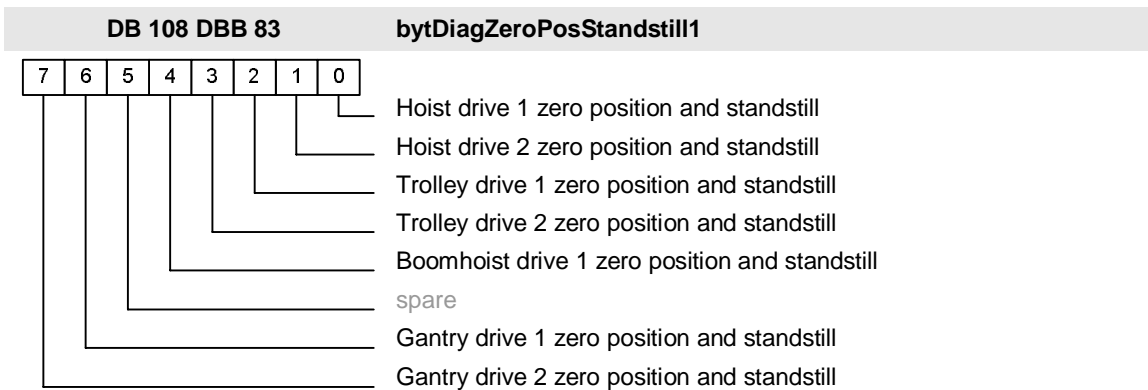 DB 108 DBB 83 bytDiagZeroPosStandstill1
7 6 5 4 3 2 1 0
Hoist drive 1 zero position and standstill
Hoist drive 2 zero position and standstill
Trolley drive 1 zero position and standstill
Trolley drive 2 zero position and standstill
Boomhoist drive 1 zero position and standstill
spare
Gantry drive 1 zero position and standstill
Gantry drive 2 zero position and standstill